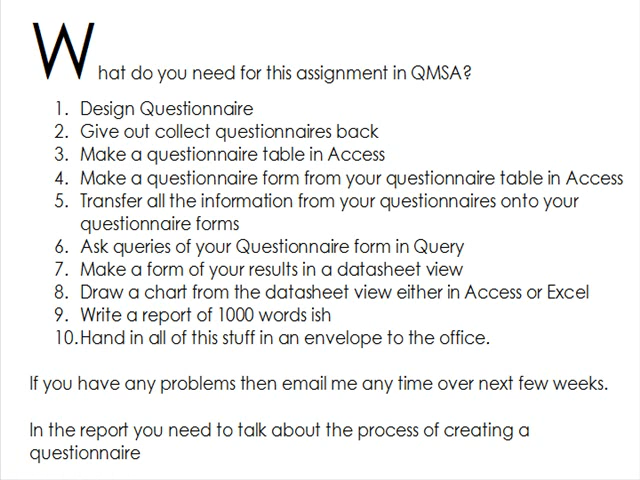 What do you need for this assignment in QMSA?
1. Design Questionnaire
2. Give out collect questionnaires back
3. Make a questionnaire table in Access
4. Make a questionnaire form from your questionnaire table in Access
5. Transfer all the information from your questionnaires onto your
questionnaire forms
6. Ask queries of your Questionnaire form in Query
7. Make a form of your results in a datasheet view
8. Draw a chart from the datasheet view either in Access or Excel
9. Write a report of 1000 words ish
10. Hand in all of this stuff in an envelope to the office.
If you have any problems then email me any time over next few weeks.
In the report you need to talk about the process of creating a
questionnaire